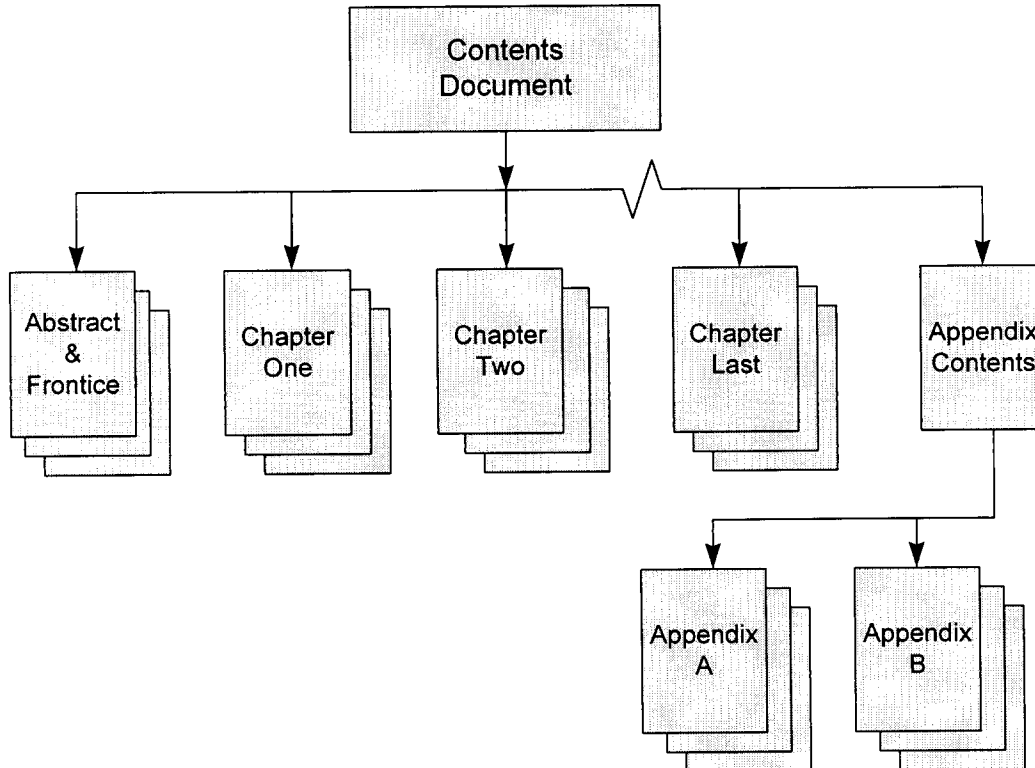 Contents
Document
Abstract
&
Frontice
Chapter
One
Chapter
Two
Chapter
Last
Appendix
Contents
Appendix
A
Appendix
B